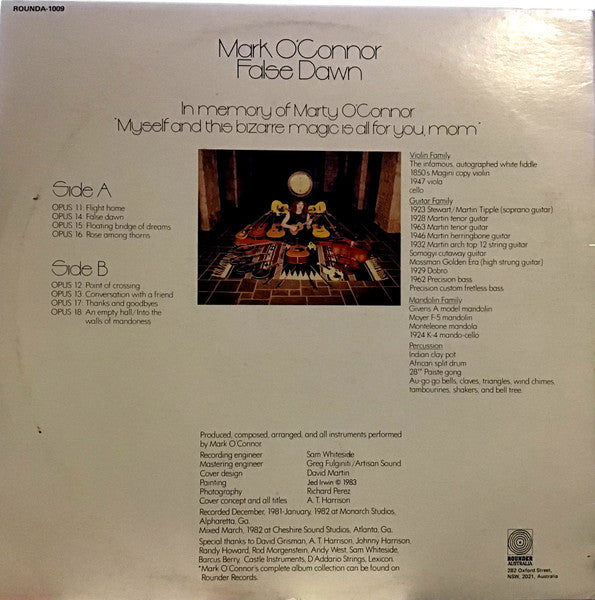 ROUNDA-1009
Mark O'Connor
False Dawn
In memory of Marty O'Connor
"Myself and this bizarre magic is all for you, mom"
Side A
OPUS 11: Flight home
OPUS 14: False dawn
OPUS 15: Floating bridge of dreams
OPUS 16: Rose among thorns
Side B
OPUS 12: Point of crossing
OPUS 13: Conversation with a friend
OPUS 17: Thanks and goodbyes
OPUS 18: An empty hall/Into the
walls of mandoness
Violin Family
The infamous, autographed white fiddle
1850's Magini copy violin
1947 viola
cello
Guitar Family
1923 Stewart/Martin Tipple (soprano guitar)
1928 Martin tenor guitar
1963 Martin tenor guitar
1946 Martin herringbone guitar
1932 Martin arch top 12 string guitar
Somogyi cutaway guitar
Mossman Golden Era (high strung guitar)
1929 Dobro
1962 Precision bass
Precision custom fretless bass
Mandolin Family
Givens A model mandolin
Moyer F-5 mandolin
Monteleone mandola
1924 K-4 mando-cello
Percussion
Indian clay pot
African split drum
28" Paiste gong
Au-go go bells, claves, triangles, wind chimes,
tambourines, shakers, and bell tree.
Produced, composed, arranged, and all instruments performed
by Mark O'Connor.
Recording engineer Sam Whiteside
Mastering engineer Greg Fulginiti/Artisan Sound
Cover design David Martin
Painting Jed Irwin © 1983
Photography Richard Perez
Cover concept and all titles A. T. Harrison
Recorded December, 1981-January, 1982 at Monarch Studios,
Alpharetta, Ga.
Mixed March, 1982 at Cheshire Sound Studios, Atlanta, Ga.
Special thanks to David Grisman, A. T. Harrison, Johnny Harrison,
Randy Howard, Rod Morgenstein, Andy West, Sam Whiteside,
Barcus Berry, Castle Instruments, D'Addario Strings, Lexicon.
*Mark O'Connor's complete album collection can be found on
Rounder Records.
ROUNDER
AUSTRALIA
282 Oxford Street,
NSW, 2021, Australia